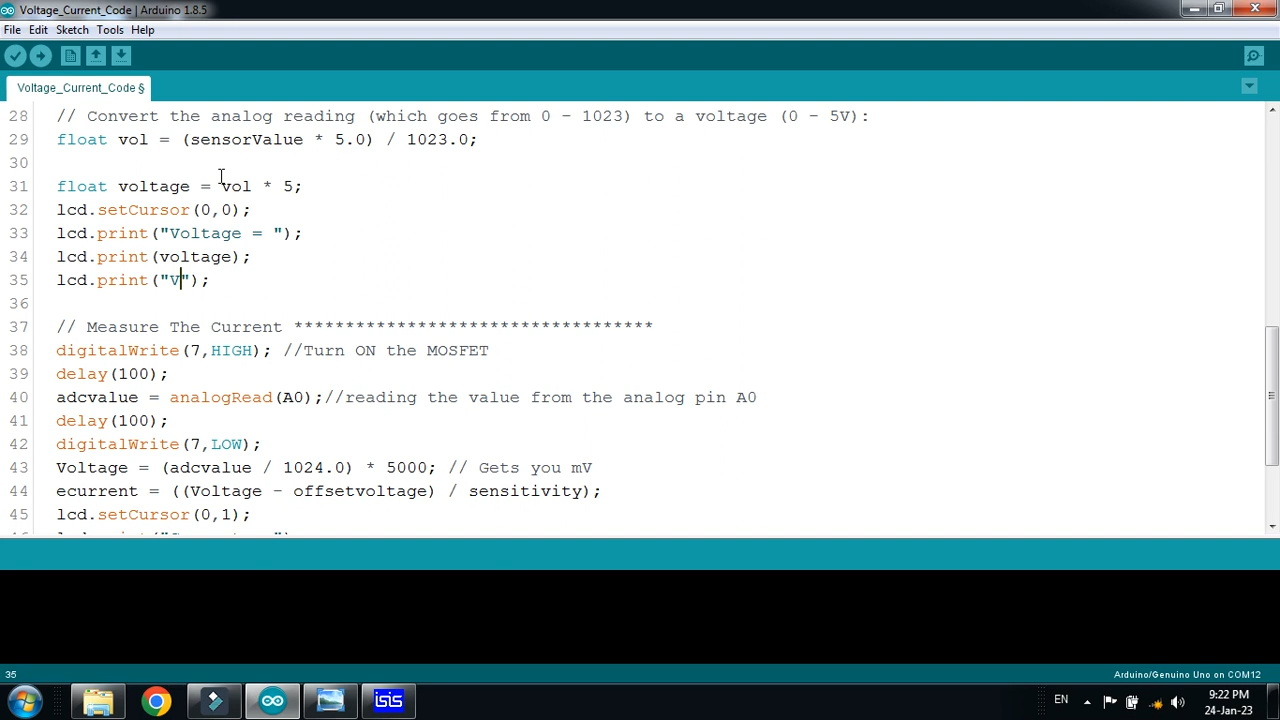 Voltage_Current_Code | Arduino 1.8.5
File Edit Sketch Tools Help
Voltage_Current_Code §
28 // Convert the analog reading (which goes from 0 - 1023) to a voltage (0 - 5V):
29 float vol = (sensorValue * 5.0) / 1023.0;
30
31 float voltage = vol * 5;
32 lcd.setCursor(0,0);
33 lcd.print("Voltage = ");
34 lcd.print(voltage);
35 lcd.print("V");
36
37 // Measure The Current ***********************************
38 digitalWrite(7,HIGH); //Turn ON the MOSFET
39 delay(100);
40 adcvalue = analogRead(A0);//reading the value from the analog pin A0
41 delay(100);
42 digitalWrite(7,LOW);
43 Voltage = (adcvalue / 1024.0) * 5000; // Gets you mV
44 ecurrent = ((Voltage - offsetvoltage) / sensitivity);
45 lcd.setCursor(0,1);
35
Arduino/Genuino Uno on COM12
isis
EN
9:22 PM
24-Jan-23